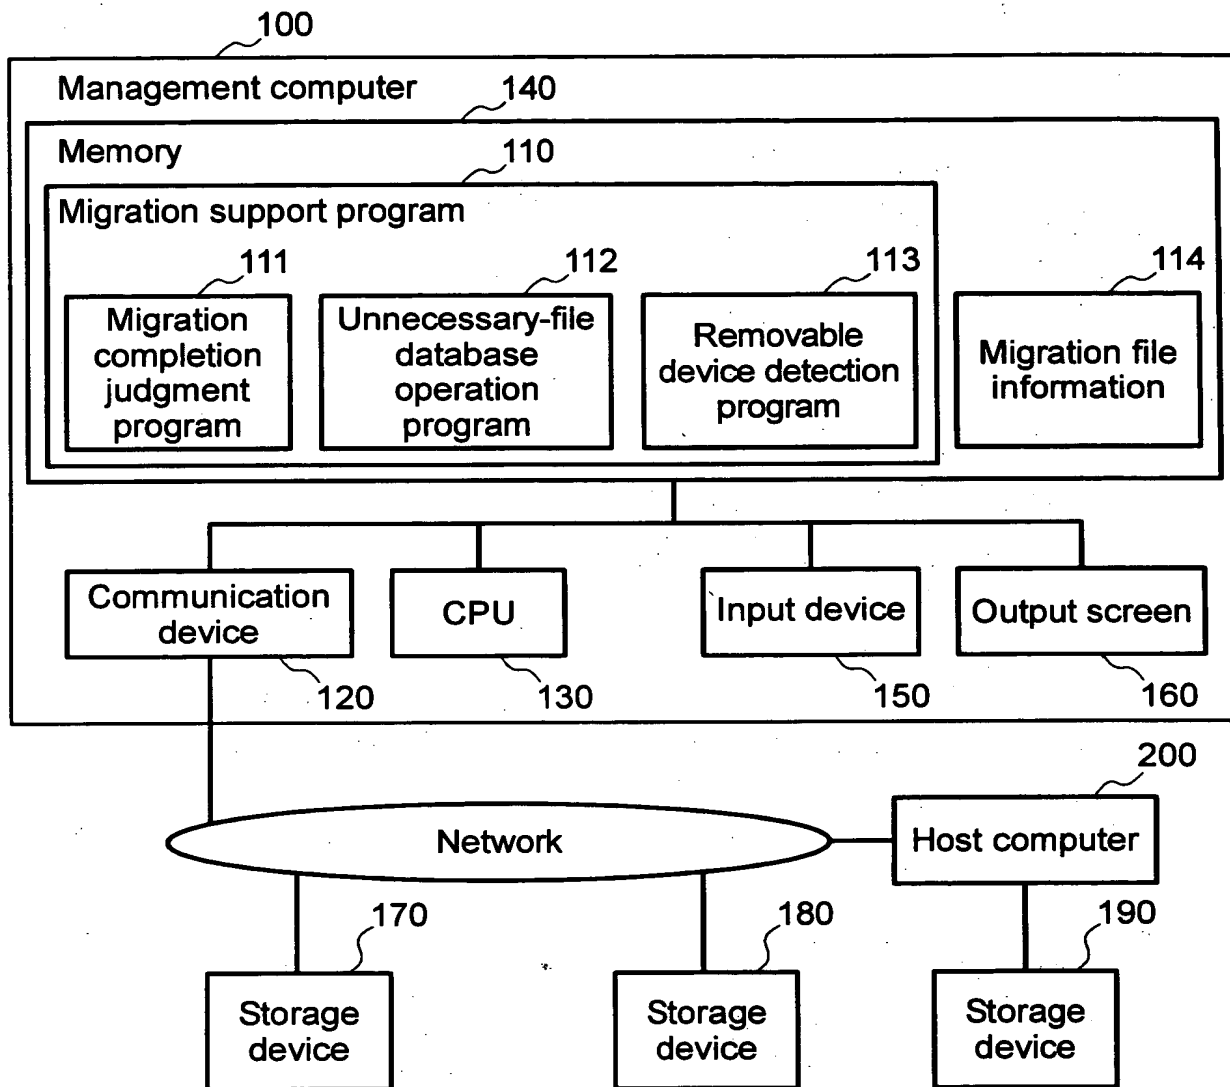 100
Management computer
140
Memory
110
Migration support program
111
112
113
114
Migration
completion
judgment
program
Unnecessary-file
database
operation
program
Removable
device detection
program
Migration file
information
Communication
device
CPU
Input device
Output screen
120
130
150
160
200
Network
Host computer
170
180
190
Storage
device
Storage
device
Storage
device